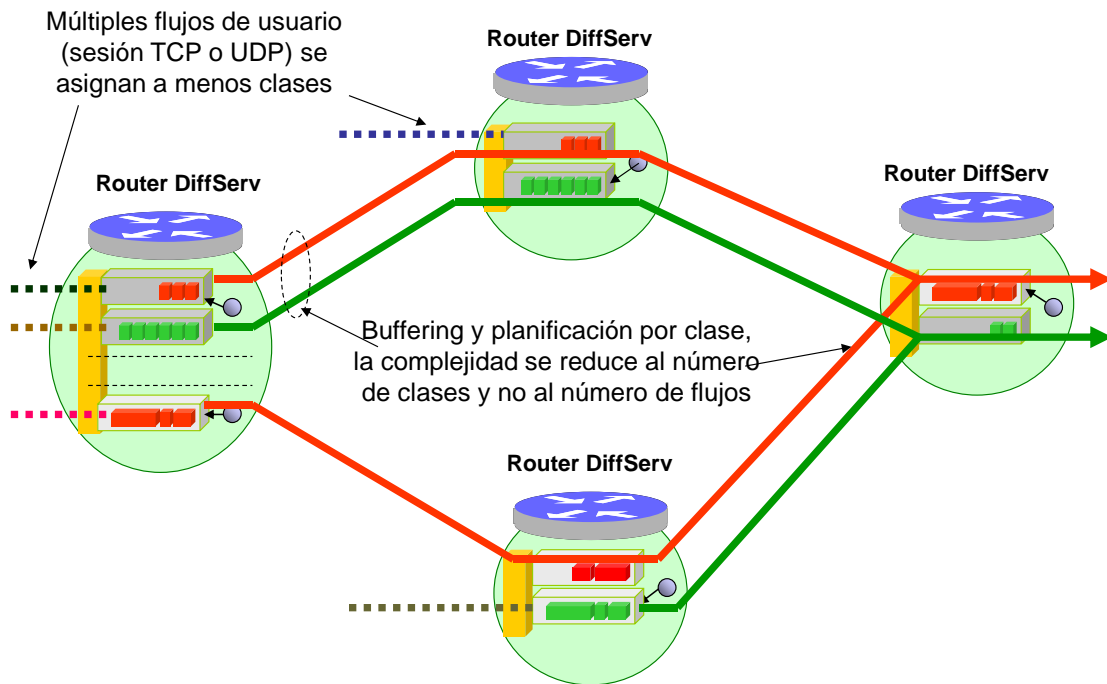 Múltiples flujos de usuario
(sesión TCP o UDP) se
asignan a menos clases
Router DiffServ
Router DiffServ
Router DiffServ
Buffering y planificación por clase,
la complejidad se reduce al número
de clases y no al número de flujos
Router DiffServ